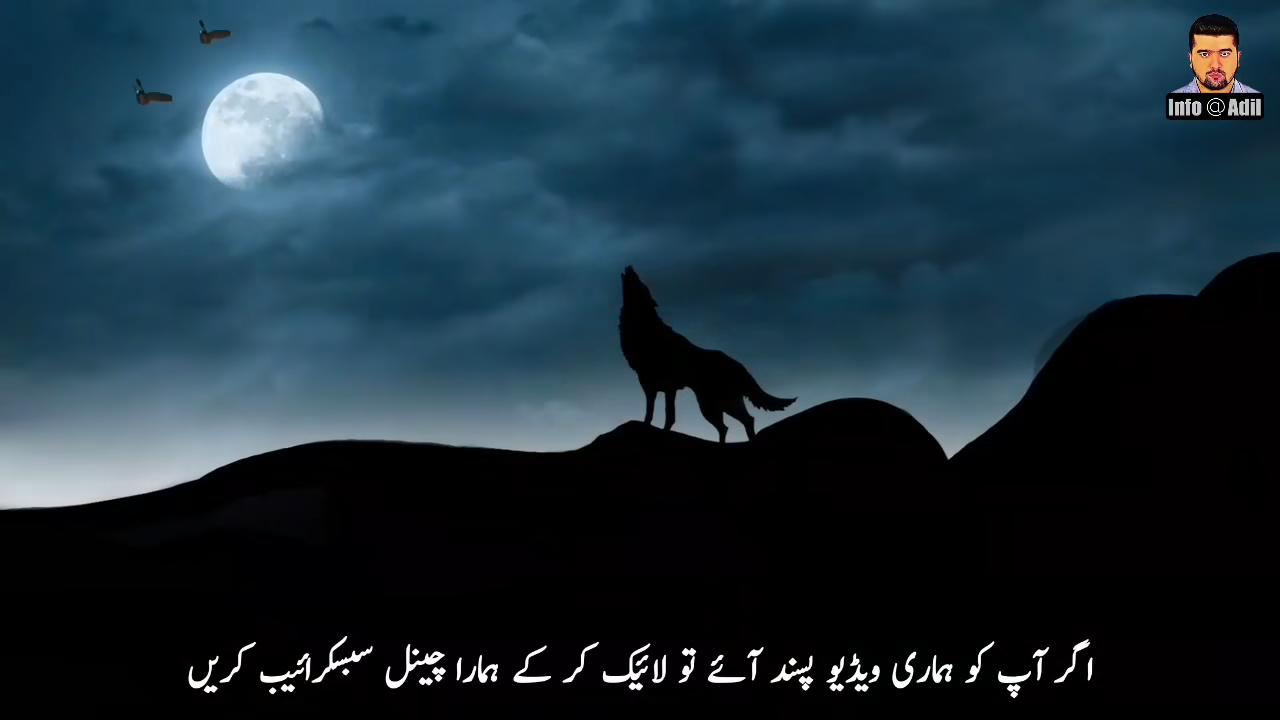 Info @ Adil
اگر آپ کو ہماری ویڈیو پسند آئے تو لائیک کر کے ہمارا چینل سبسکرائیب کریں